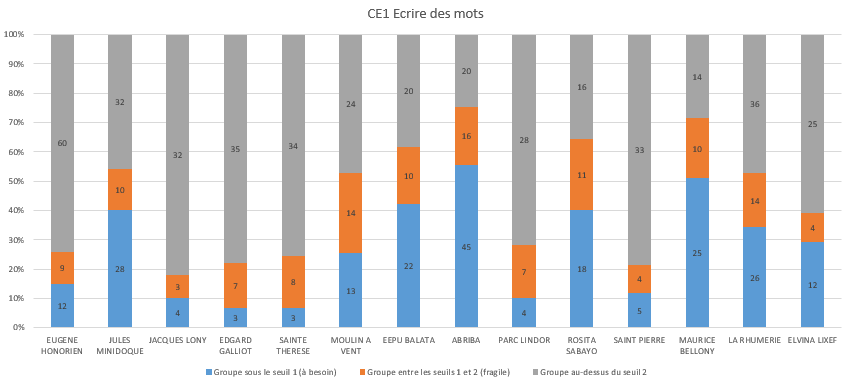 CE1 Ecrire des mots
100%
90%
80%
70%
60%
50%
40%
30%
20%
10%
0%
60 32 32 35 34 24 20 20 28 16 33 14 36 25
9 10 3 7 8 14 10 16 7 11 4 10 14 4
12 28 4 3 3 13 22 45 4 18 5 25 26 12
EUGENE HONORIEN
JULES MINIDOQUE
JACQUES LONY
EDGARD GALLIOT
SAINTE THERESE
MOULIN A VENT
EEPU BALATA
ABRIBA
PARC LINDOR
ROSITA SABAYO
SAINT PIERRE
MAURICE BELLONY
LA RHUMERIE
ELVINA LIXEF
Groupe sous le seuil 1 (à besoin)
Groupe entre les seuils 1 et 2 (fragile)
Groupe au-dessus du seuil 2